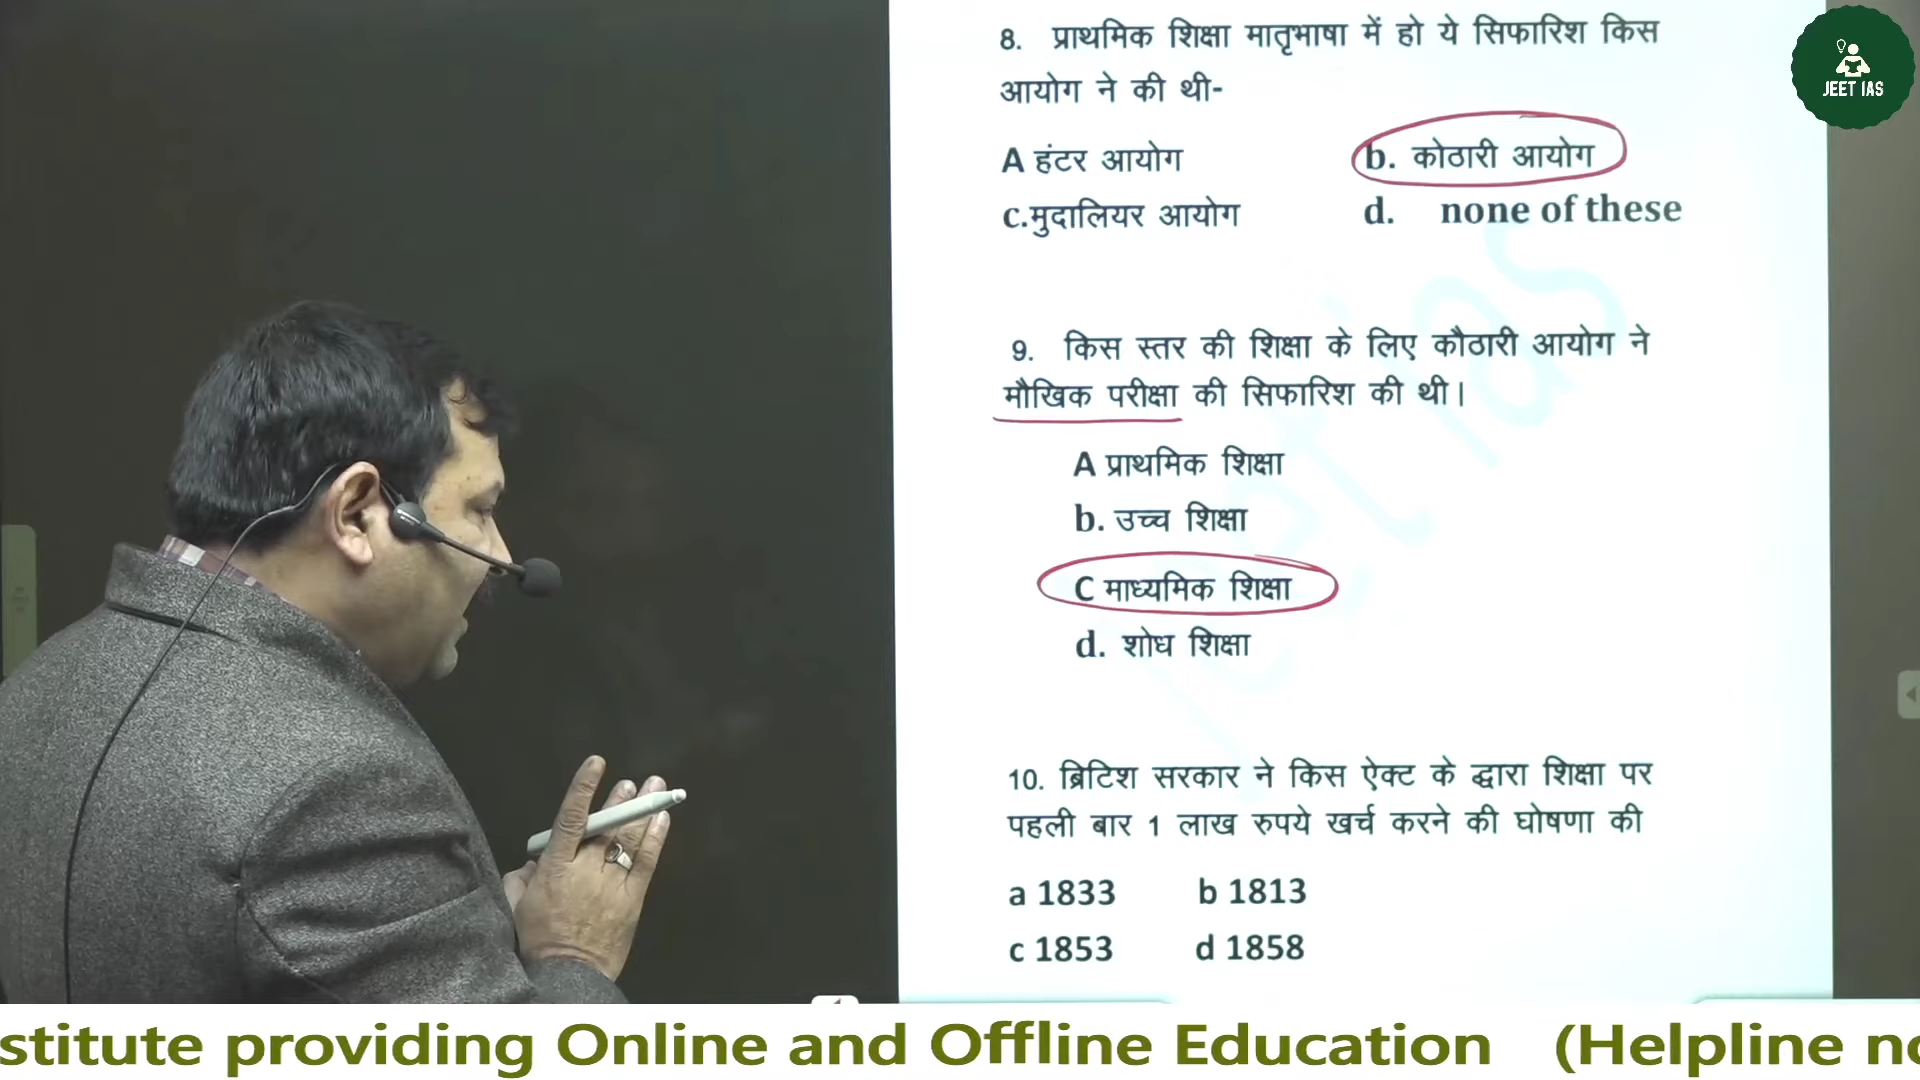 8. प्राथमिक शिक्षा मातृभाषा में हो ये सिफारिश किस
आयोग ने की थी-
A हंटर आयोग b. कोठारी आयोग
c.मुदालियर आयोग d. none of these
9. किस स्तर की शिक्षा के लिए कौठारी आयोग ने
मौखिक परीक्षा की सिफारिश की थी।
A प्राथमिक शिक्षा
b. उच्च शिक्षा
C माध्यमिक शिक्षा
d. शोध शिक्षा
10. ब्रिटिश सरकार ने किस ऐक्ट के द्वारा शिक्षा पर
पहली बार 1 लाख रुपये खर्च करने की घोषणा की
a 1833 b 1813
c 1853 d 1858
JEET IAS
stitute providing Online and Offline Education (Helpline no